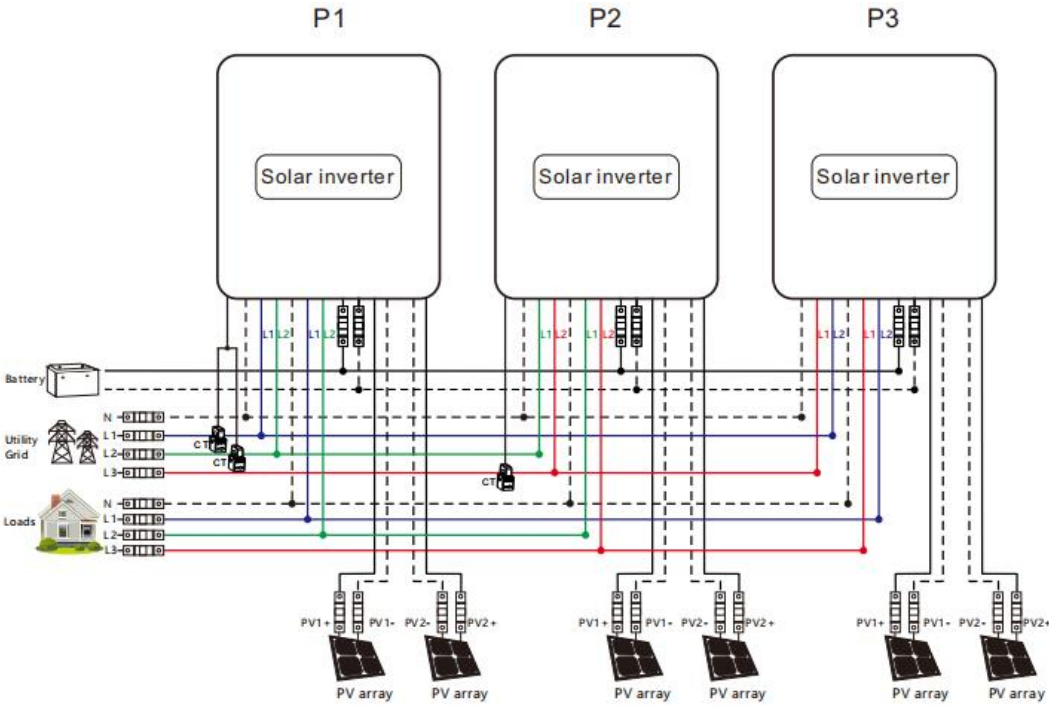 P1 P2 P3
Solar inverter Solar inverter Solar inverter
L1 L2 L1 L2 L1 L2 L1 L2 L1 L2 L1 L2
Battery
N
Utility
Grid
L1
CT
L2
CT
L3
CT
N
Loads
L1
L2
L3
PV1+ PV1- PV2- PV2+ PV1+ PV1- PV2- PV2+ PV1+ PV1- PV2- PV2+
PV array PV array PV array PV array PV array PV array